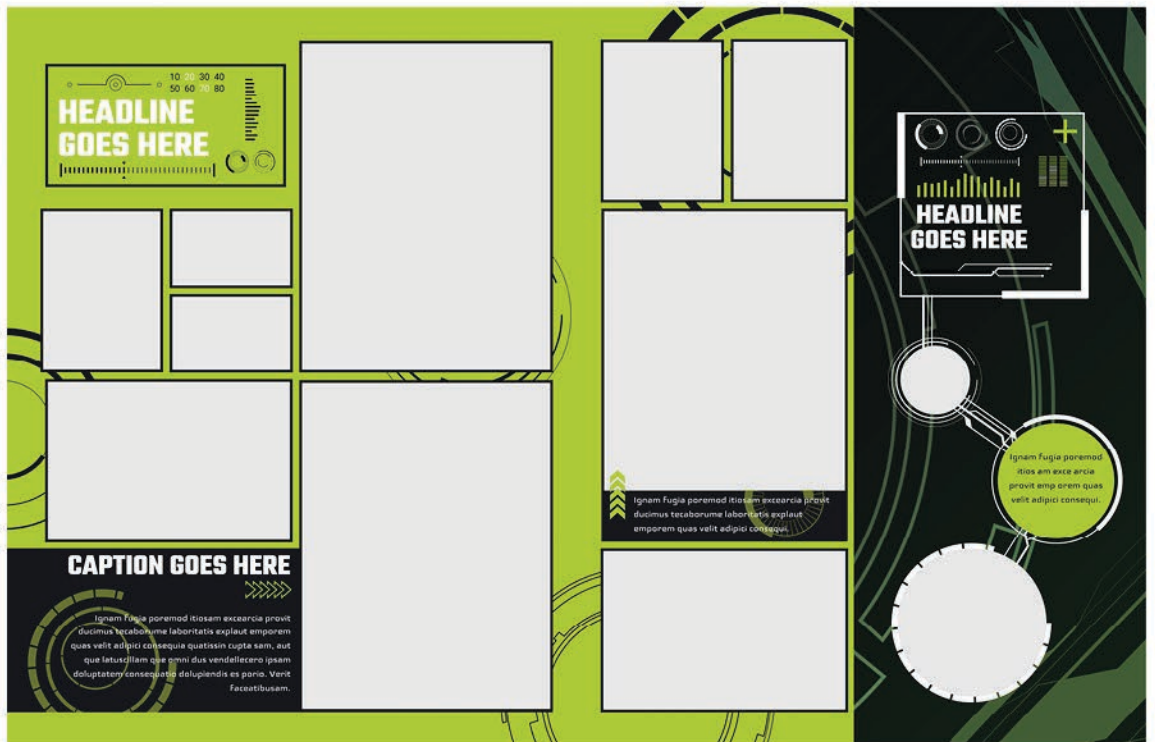 10 20 30 40
50 60 70 80
HEADLINE
GOES HERE
CAPTION GOES HERE
Ignam fugia poremod itiosam excearcia provit
ducimus tecaborume laboritatis explaut emporem
quas velit adipici consequia quatissin cupta sam, aut
que latuscillam que omni dus vendellecero ipsam
doluptatem consequatio dolupiendis es porio. Verit
faceatibusam.
Ignam fugia poremod itiosam excearcia provit
ducimus tecaborume laboritatis explaut
emporem quas velit adipici consequi.
HEADLINE
GOES HERE
Ignam fugia poremod
itios am exce arcia
provit emp orem quas
velit adipici consequi.